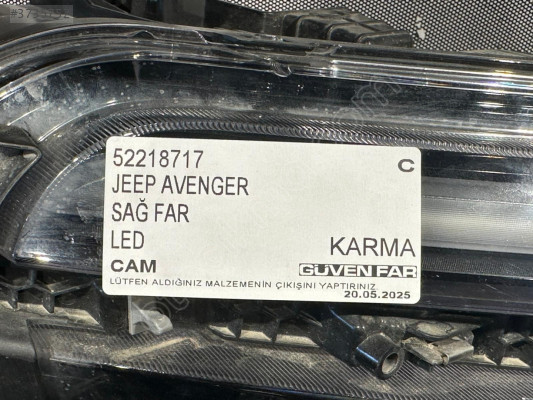 52218717 C
JEEP AVENGER
SAĞ FAR
LED KARMA
CAM GÜVEN FAR
LÜTFEN ALDIĞINIZ MALZEMENİN ÇIKIŞINI YAPTIRINIZ.
20.05.2025